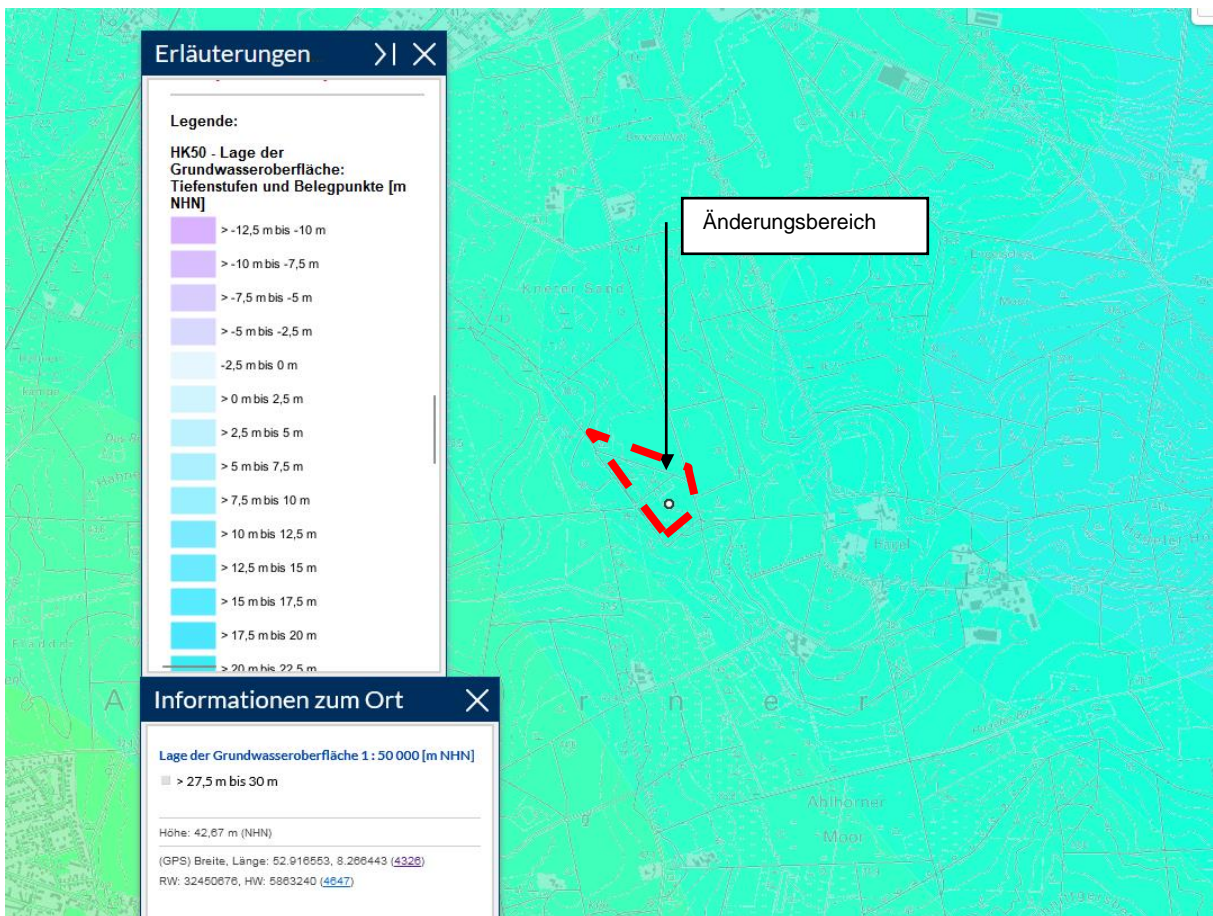 Erläuterungen
Legende:
HK50 - Lage der
Grundwasseroberfläche:
Tiefenstufen und Belegpunkte [m
NHN]
> -12,5 m bis -10 m
> -10 m bis -7,5 m
> -7,5 m bis -5 m
> -5 m bis -2,5 m
-2,5 m bis 0 m
> 0 m bis 2,5 m
> 2,5 m bis 5 m
> 5 m bis 7,5 m
> 7,5 m bis 10 m
> 10 m bis 12,5 m
> 12,5 m bis 15 m
> 15 m bis 17,5 m
> 17,5 m bis 20 m
> 20 m bis 22,5 m
Änderungsbereich
Kneter Sand
Hagel
A
r n e r
Ahlhorner
Moor
Informationen zum Ort
Lage der Grundwasseroberfläche 1 : 50 000 [m NHN]
> 27,5 m bis 30 m
Höhe: 42,67 m (NHN)
(GPS) Breite, Länge: 52.916553, 8.266443 (4326)
RW: 32450676, HW: 5863240 (4647)